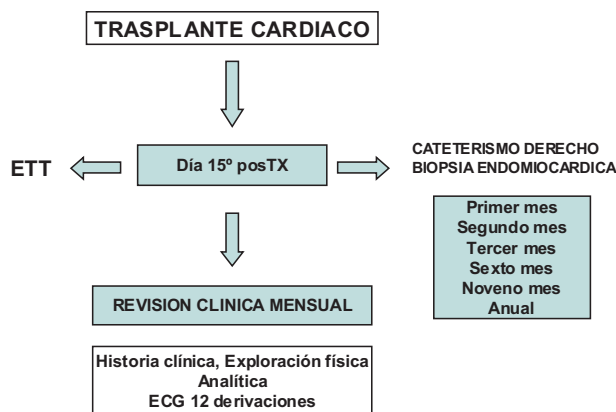 TRASPLANTE CARDIACO
ETT
Día 15º posTX
CATETERISMO DERECHO
BIOPSIA ENDOMIOCARDICA
Primer mes
Segundo mes
Tercer mes
Sexto mes
Noveno mes
Anual
REVISION CLINICA MENSUAL
Historia clínica, Exploración física
Analítica
ECG 12 derivaciones